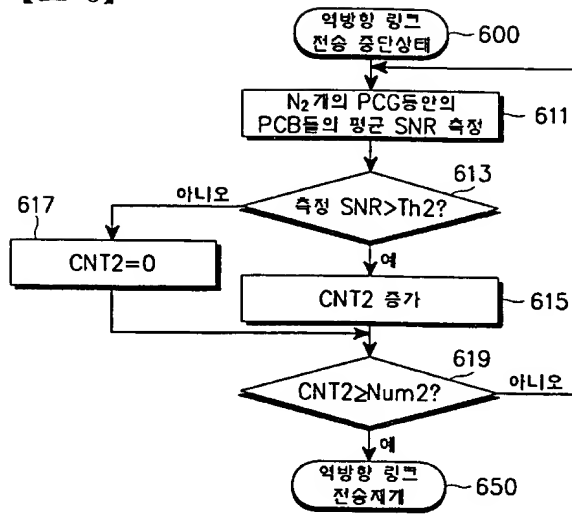 역방향 링크
전송 중단상태
600
N₂개의 PCG동안의
PCB들의 평균 SNR 측정
611
613
측정 SNR>Th2?
아니오
617
CNT2=0
예
CNT2 증가
615
619
CNT2≥Num2?
아니오
예
역방향 링크
전송재개
650